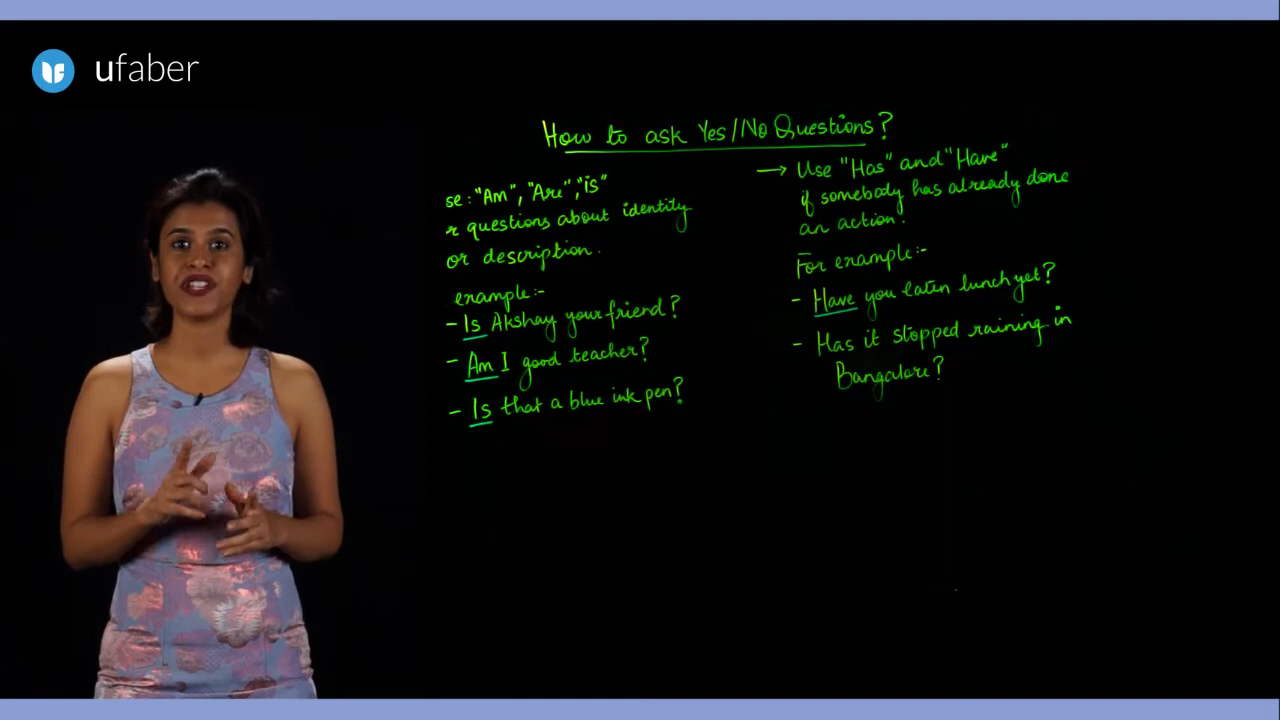 ufaber
How to ask Yes/No Questions?
se: "Am", "Are", "is"
r questions about identity
or description.
example:-
- Is Akshay your friend?
- Am I good teacher?
- Is that a blue ink pen?
→ Use "Has" and "Have"
if somebody has already done
an action.
For example:-
- Have you eaten lunch yet?
- Has it stopped raining in
Bangalore?